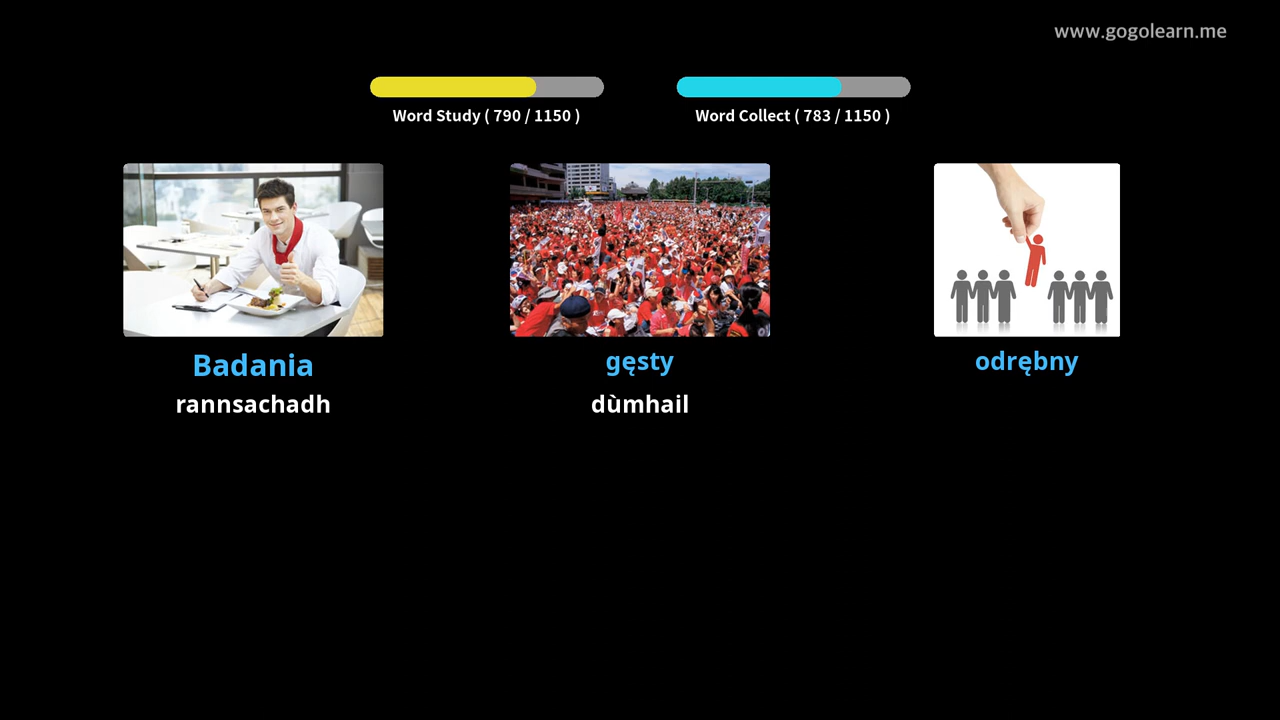 www.gogolearn.me
Word Study ( 790 / 1150 )
Word Collect ( 783 / 1150 )
Badania
gęsty
odrębny
rannsachadh
dùmhail